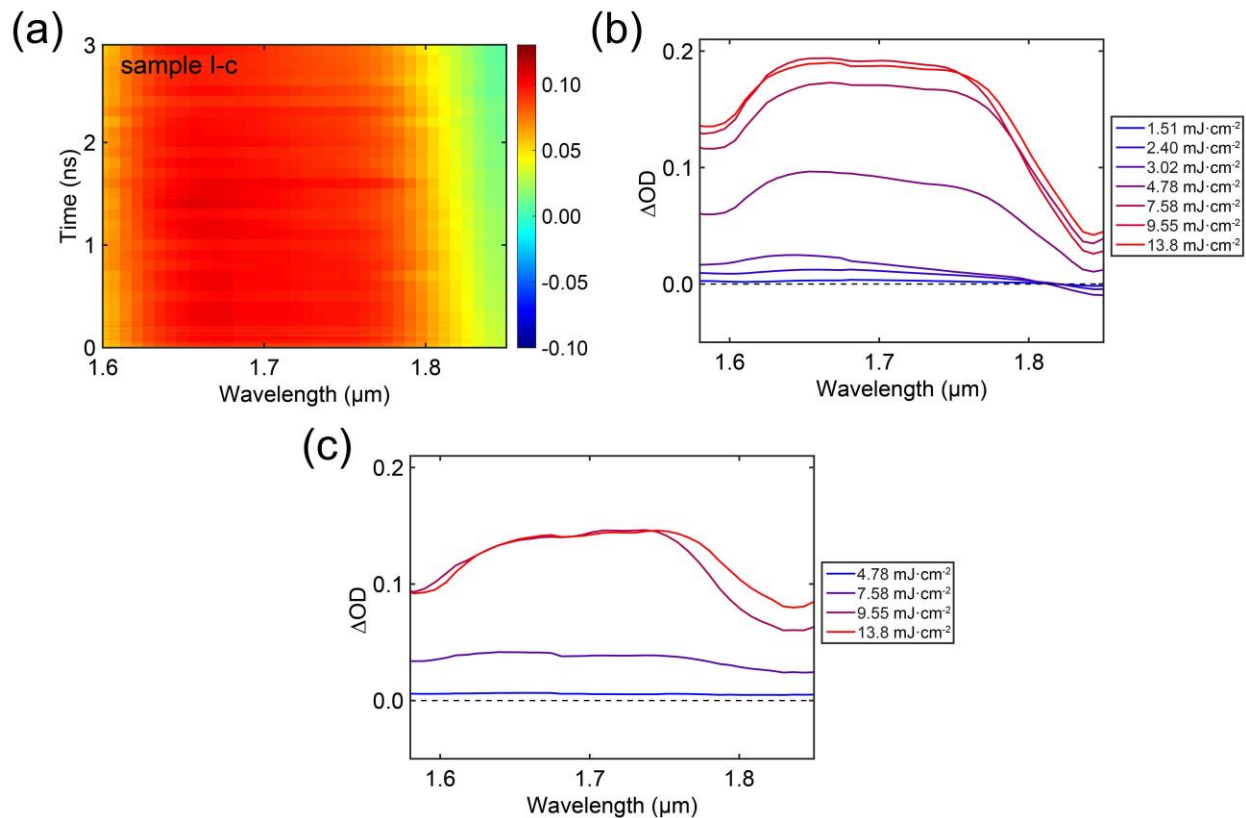 (a)
sample I-c
3
2
1
0
Time (ns)
1.6
1.7
1.8
Wavelength (μm)
0.10
0.05
0.00
-0.05
-0.10
(b)
0.2
0.1
0.0
ΔOD
1.6
1.7
1.8
Wavelength (μm)
1.51 mJ·cm⁻²
2.40 mJ·cm⁻²
3.02 mJ·cm⁻²
4.78 mJ·cm⁻²
7.58 mJ·cm⁻²
9.55 mJ·cm⁻²
13.8 mJ·cm⁻²
(c)
0.2
0.1
0.0
ΔOD
1.6
1.7
1.8
Wavelength (μm)
4.78 mJ·cm⁻²
7.58 mJ·cm⁻²
9.55 mJ·cm⁻²
13.8 mJ·cm⁻²